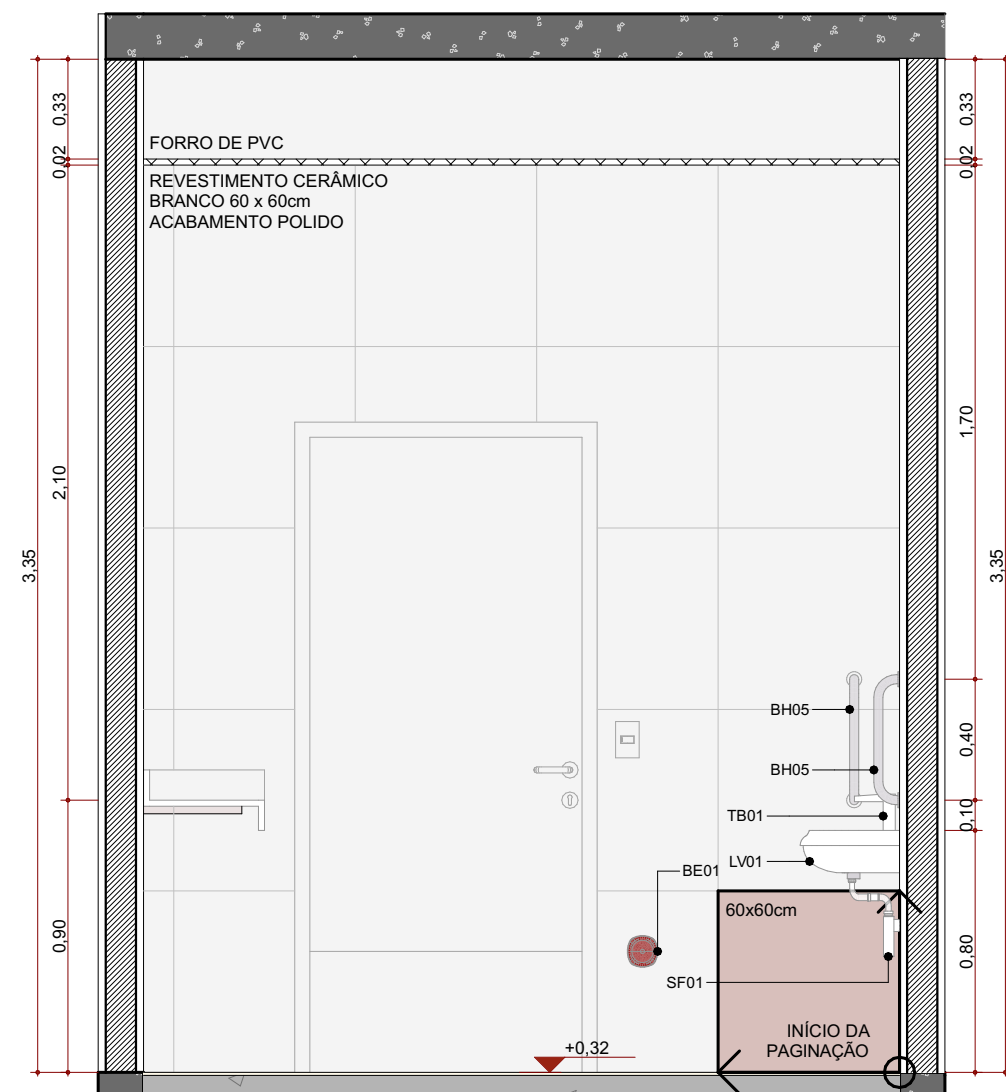 0,33
0,02
2,10
3,35
0,90
FORRO DE PVC
REVESTIMENTO CERÂMICO
BRANCO 60 x 60cm
ACABAMENTO POLIDO
BH05
BH05
TB01
LV01
BE01
60x60cm
SF01
INÍCIO DA
PAGINAÇÃO
+0,32
0,33
0,02
1,70
3,35
0,40
0,10
0,80